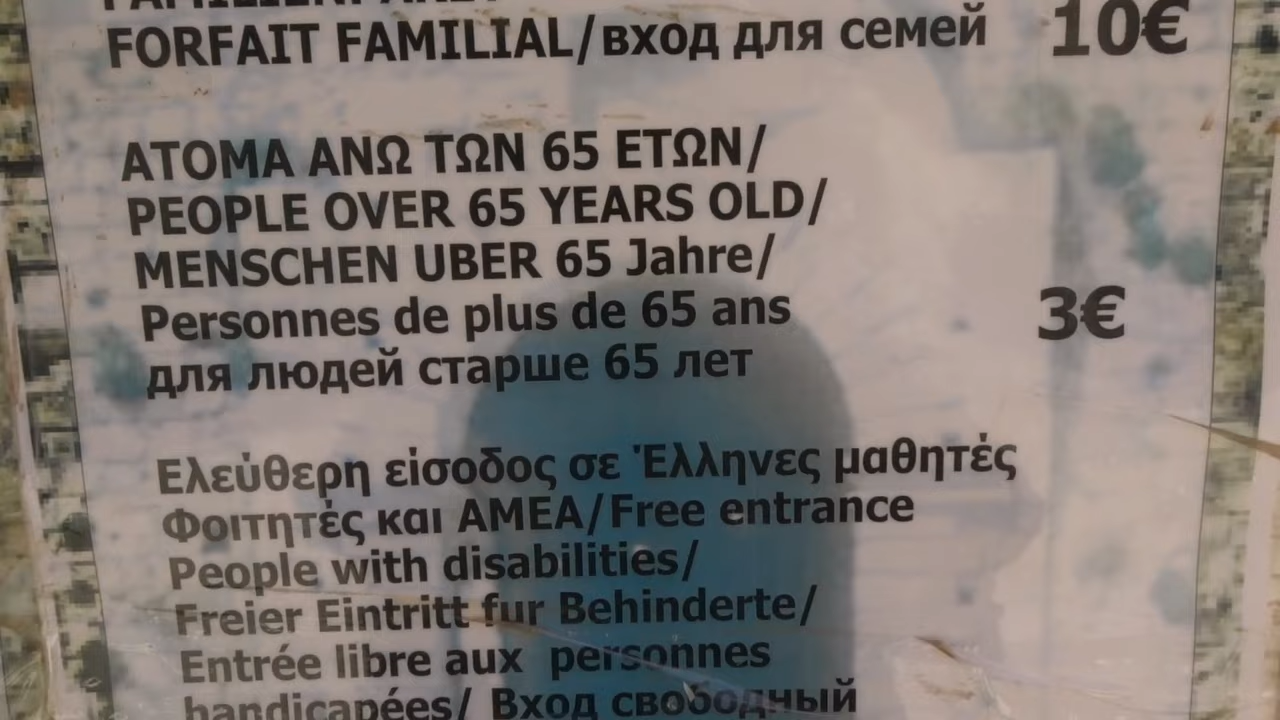 FORFAIT FAMILIAL/вход для семей 10€
ΑΤΟΜΑ ΑΝΩ ΤΩΝ 65 ΕΤΩΝ/
PEOPLE OVER 65 YEARS OLD/
MENSCHEN UBER 65 Jahre/
Personnes de plus de 65 ans 3€
для людей старше 65 лет
Ελεύθερη είσοδος σε Έλληνες μαθητές
Φοιτητές και ΑΜΕΑ/Free entrance
People with disabilities/
Freier Eintritt fur Behinderte/
Entrée libre aux personnes
handicapées/ Вход свободный